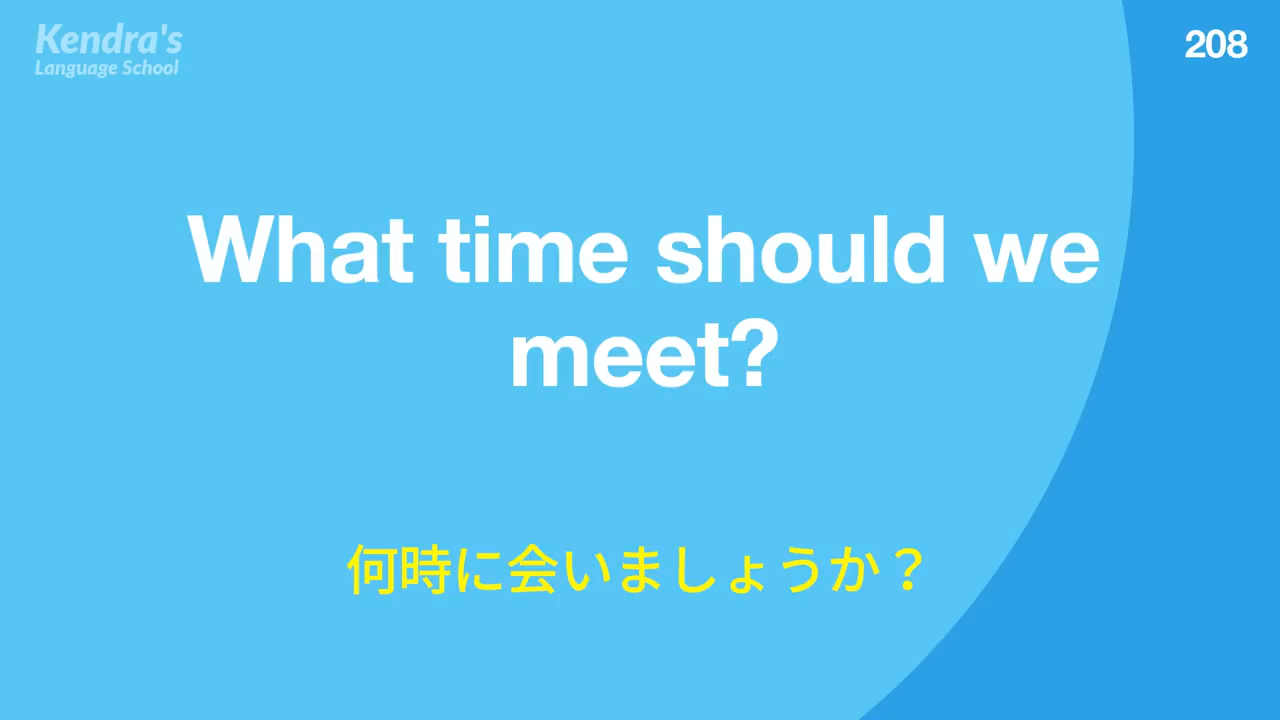 Kendra's
Language School
208
What time should we
meet?
何時に会いましょうか？